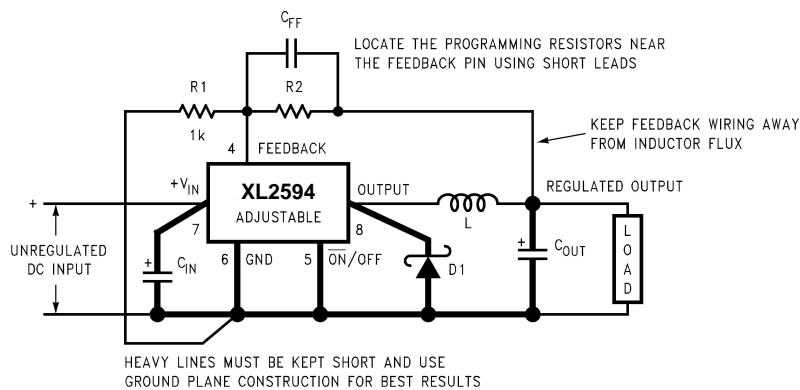 CFF
LOCATE THE PROGRAMMING RESISTORS NEAR
THE FEEDBACK PIN USING SHORT LEADS
R1
R2
1k
4
FEEDBACK
KEEP FEEDBACK WIRING AWAY
FROM INDUCTOR FLUX
+VIN
XL2594
ADJUSTABLE
OUTPUT
REGULATED OUTPUT
+
7
8
L
UNREGULATED
DC INPUT
+
CIN
6
GND
5
ON/OFF
D1
+
COUT
LOAD
HEAVY LINES MUST BE KEPT SHORT AND USE
GROUND PLANE CONSTRUCTION FOR BEST RESULTS